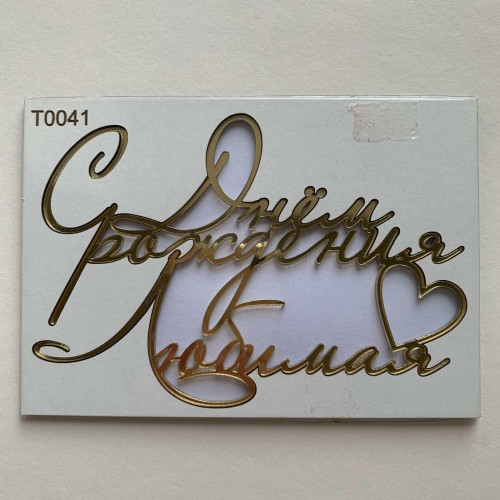 T0041
С Днём
рождения
Любимая